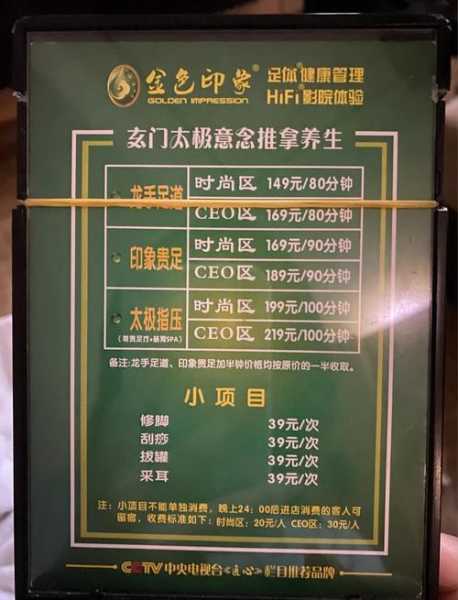 金色印象® 足体 健康管理
GOLDEN IMPRESSION HiFi 影院体验
玄门太极意念推拿养生
龙手足道 时尚区 149元/80分钟
CEO区 169元/80分钟
印象贵足 时尚区 169元/90分钟
CEO区 189元/90分钟
太极指压 时尚区 199元/100分钟
CEO区 219元/100分钟
备注:龙手足道、印象贵足加半钟价格均按原价的一半收取。
小项目
修脚 39元/次
刮痧 39元/次
拔罐 39元/次
采耳 39元/次
注:小项目不能单独消费,晚上24:00后进店消费的客人可
留宿,收费标准如下:时尚区:20元/人 CEO区:30元/人
CCTV中央电视台《匠心》栏目推荐品牌